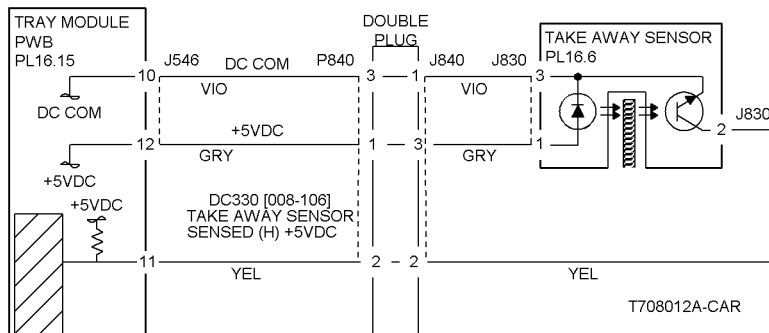 TRAY MODULE
PWB
PL16.15
DOUBLE
PLUG
TAKE AWAY SENSOR
PL16.6
J546
DC COM
P840
J840
J830
10
3
1
3
VIO
VIO
DC COM
J830
2
+5VDC
12
1
3
1
GRY
GRY
+5VDC
+5VDC
DC330 [008-106]
TAKE AWAY SENSOR
SENSED (H) +5VDC
11
2
2
YEL
YEL
T708012A-CAR